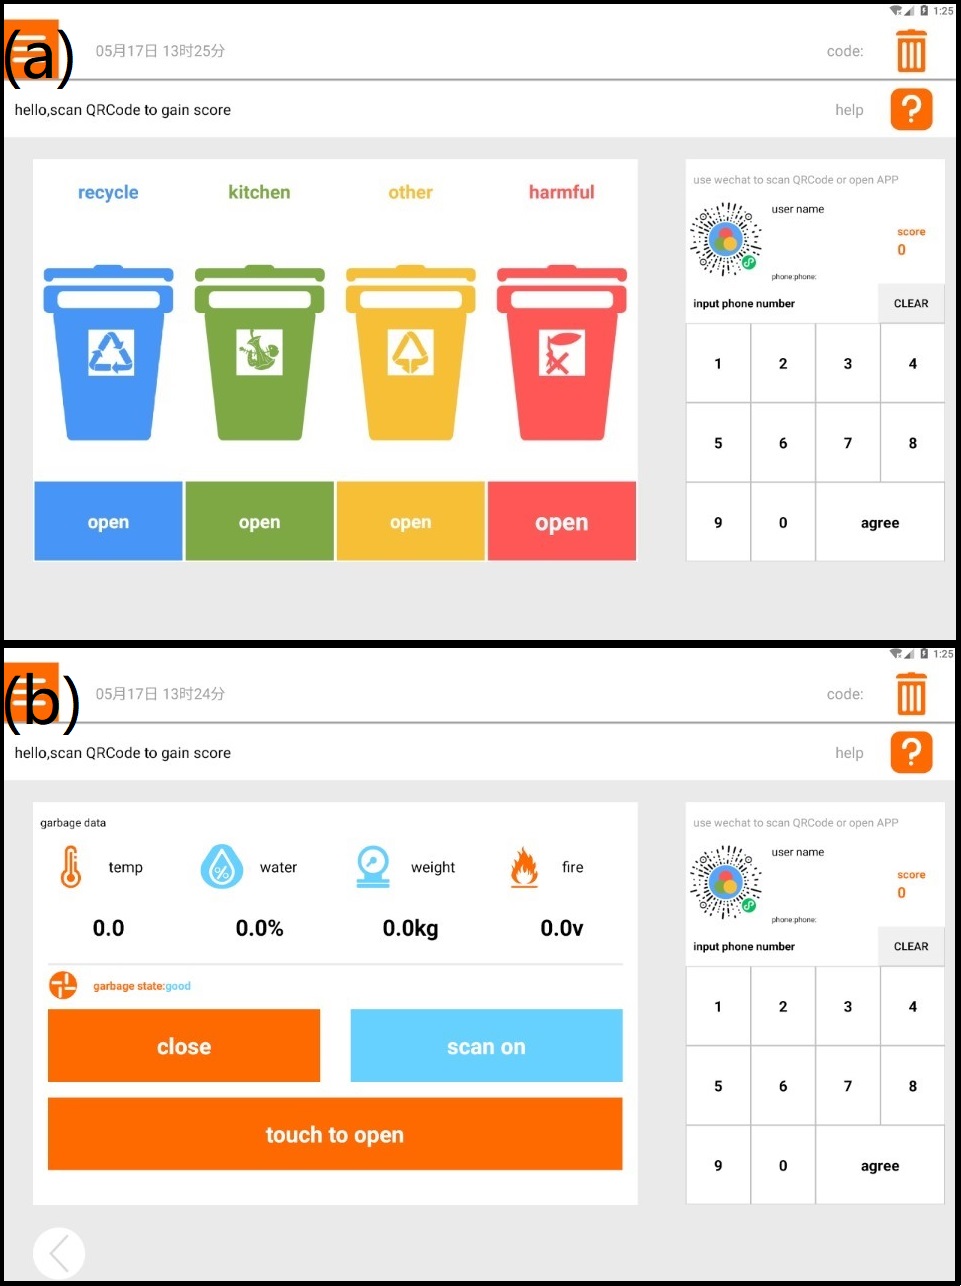 1:25
(a)
05月17日 13时25分
code:
hello,scan QRCode to gain score
help
recycle
kitchen
other
harmful
open
open
open
open
use wechat to scan QRCode or open APP
user name
score
0
phone:phone:
input phone number
CLEAR
1 2 3 4
5 6 7 8
9 0 agree
1:25
(b)
05月17日 13时24分
code:
hello,scan QRCode to gain score
help
garbage data
temp
water
weight
fire
0.0
0.0%
0.0kg
0.0v
garbage state:good
close
scan on
touch to open
use wechat to scan QRCode or open APP
user name
score
0
phone:phone:
input phone number
CLEAR
1 2 3 4
5 6 7 8
9 0 agree